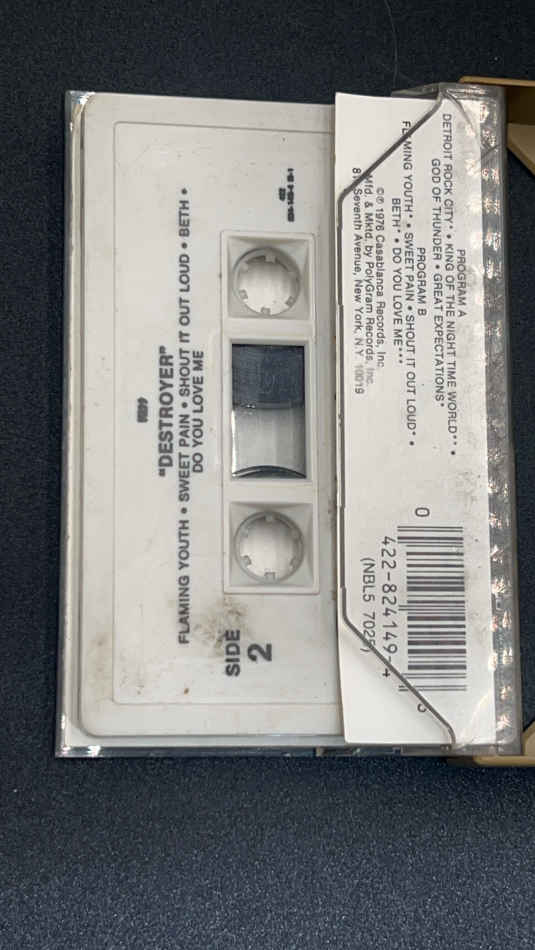 PROGRAM A
DETROIT ROCK CITY* • KING OF THE NIGHT TIME WORLD** •
GOD OF THUNDER • GREAT EXPECTATIONS*
PROGRAM B
FLAMING YOUTH* • SWEET PAIN • SHOUT IT OUT LOUD* •
BETH* • DO YOU LOVE ME***
©℗ 1976 Casablanca Records, Inc
Mfd. & Mktd. by PolyGram Records, Inc.
Seventh Avenue, New York, N.Y. 10019
0
422-824149-4
(NBL5 7025)
"DESTROYER"
FLAMING YOUTH • SWEET PAIN • SHOUT IT OUT LOUD • BETH •
DO YOU LOVE ME
SIDE
2